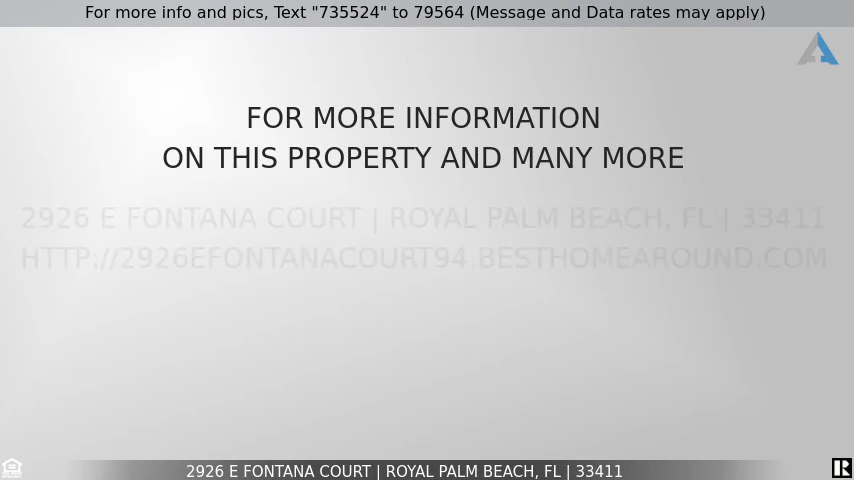 For more info and pics, Text "735524" to 79564 (Message and Data rates may apply)
FOR MORE INFORMATION
ON THIS PROPERTY AND MANY MORE
2926 E FONTANA COURT | ROYAL PALM BEACH, FL | 33411
HTTP://2926EFONTANACOURT94.BESTHOMEAROUND.COM
2926 E FONTANA COURT | ROYAL PALM BEACH, FL | 33411